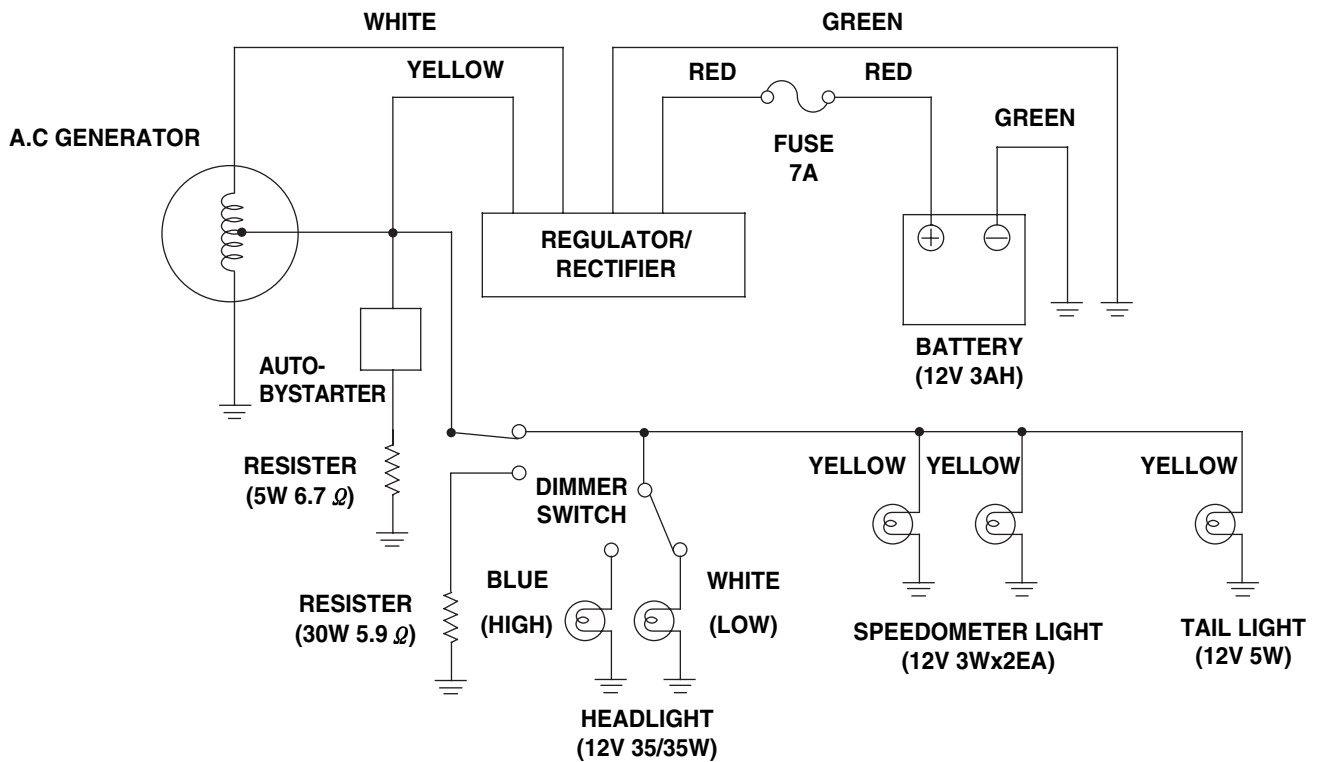 WHITE
GREEN
YELLOW
RED
RED
A.C GENERATOR
FUSE
7A
GREEN
REGULATOR/
RECTIFIER
+
−
AUTO-
BYSTARTER
BATTERY
(12V 3AH)
RESISTER
(5W 6.7 Ω)
DIMMER
SWITCH
YELLOW
YELLOW
YELLOW
BLUE
(HIGH)
WHITE
(LOW)
RESISTER
(30W 5.9 Ω)
SPEEDOMETER LIGHT
(12V 3Wx2EA)
TAIL LIGHT
(12V 5W)
HEADLIGHT
(12V 35/35W)